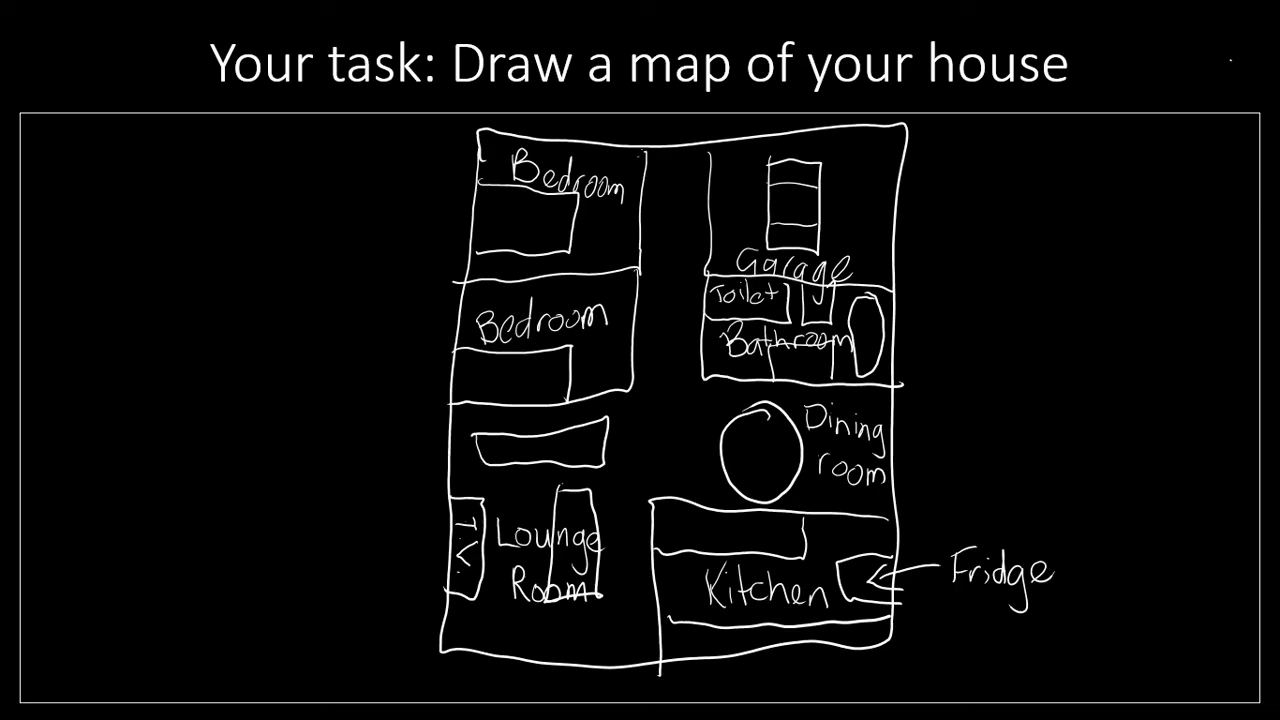 Your task: Draw a map of your house
Bedroom
Garage
Toilet
Bedroom
Bathroom
Dining
room
T.V.
Lounge
Room
Kitchen
Fridge